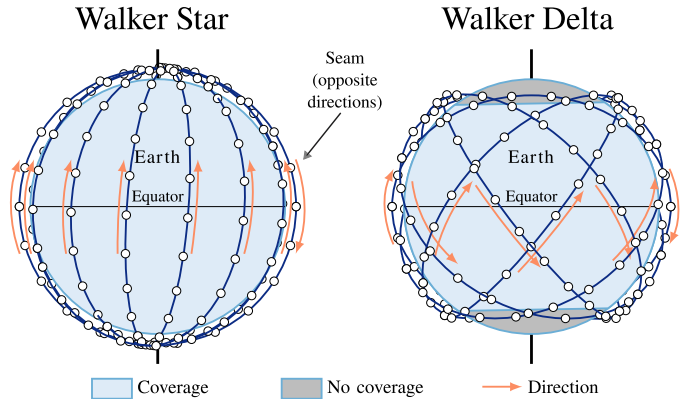 Walker Star
Walker Delta
Seam
(opposite
directions)
Earth
Equator
Earth
Equator
Coverage
No coverage
Direction